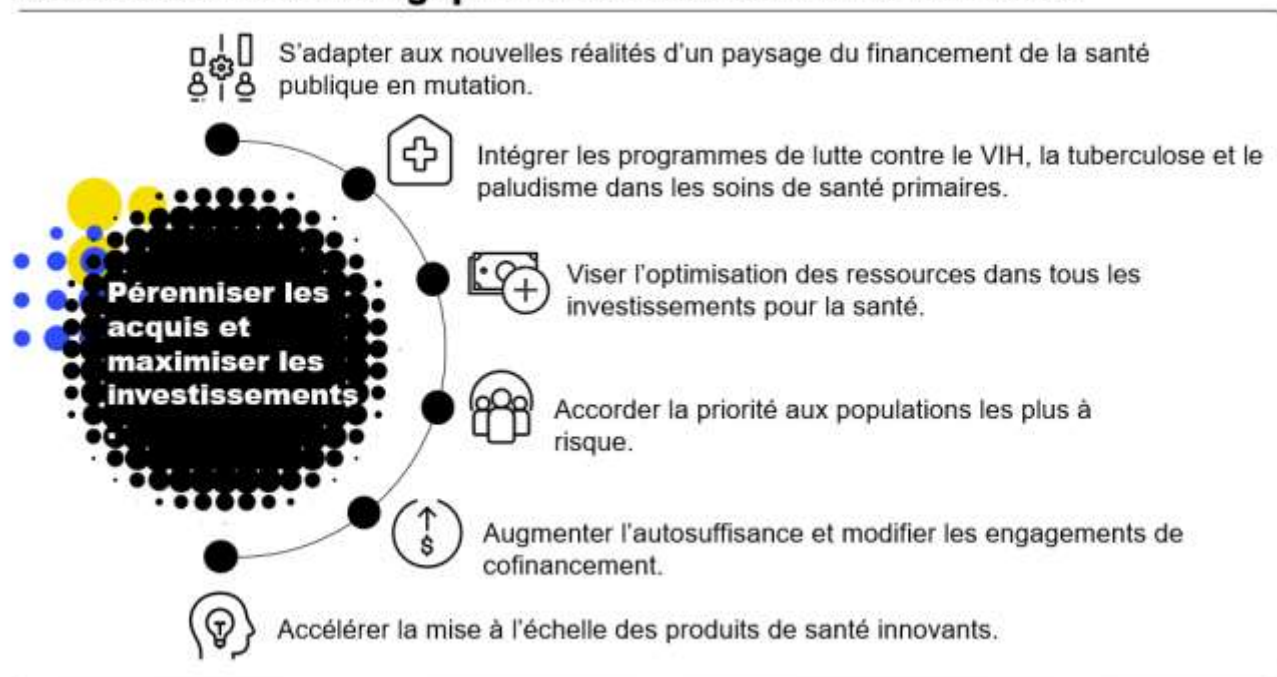 S'adapter aux nouvelles réalités d'un paysage du financement de la santé
publique en mutation.
Intégrer les programmes de lutte contre le VIH, la tuberculose et le
paludisme dans les soins de santé primaires.
Viser l'optimisation des ressources dans tous les
investissements pour la santé.
Pérenniser les
acquis et
maximiser les
investissements
Accorder la priorité aux populations les plus à
risque.
Augmenter l'autosuffisance et modifier les engagements de
cofinancement.
Accélérer la mise à l'échelle des produits de santé innovants.